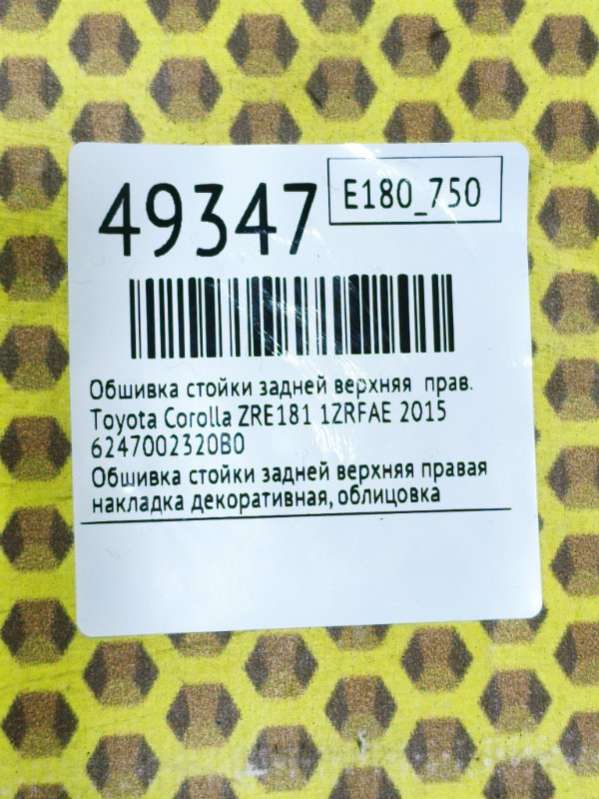 49347
E180_750
Обшивка стойки задней верхняя прав.
Toyota Corolla ZRE181 1ZRFAE 2015
6247002320B0
Обшивка стойки задней верхняя правая
накладка декоративная, облицовка